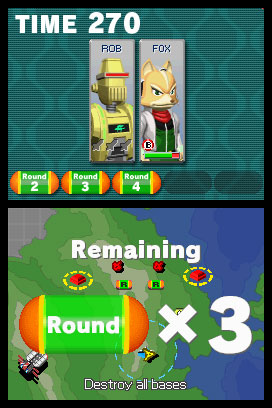 TIME 270
ROB FOX
B
Round 2 Round 3 Round 4
Remaining
R R
Round ×3
Destroy all bases